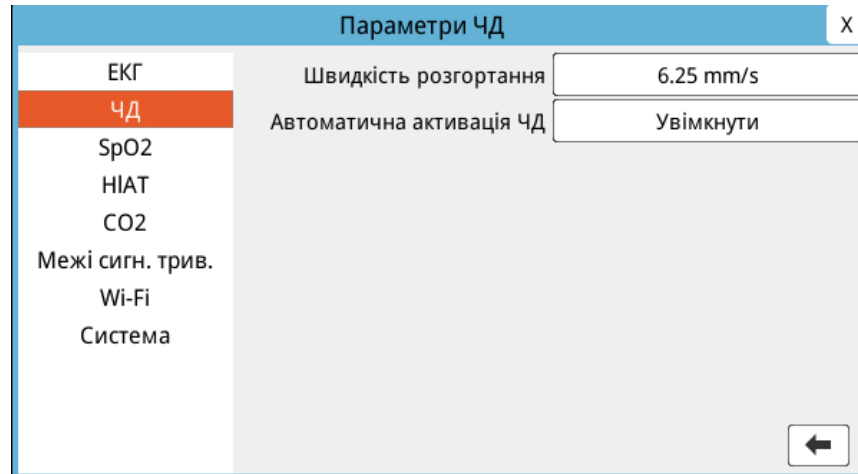 Параметри ЧД
X
ЕКГ
ЧД
SpO2
НІАТ
CO2
Межі сигн. трив.
Wi-Fi
Система
Швидкість розгортання
6.25 mm/s
Автоматична активація ЧД
Увімкнути